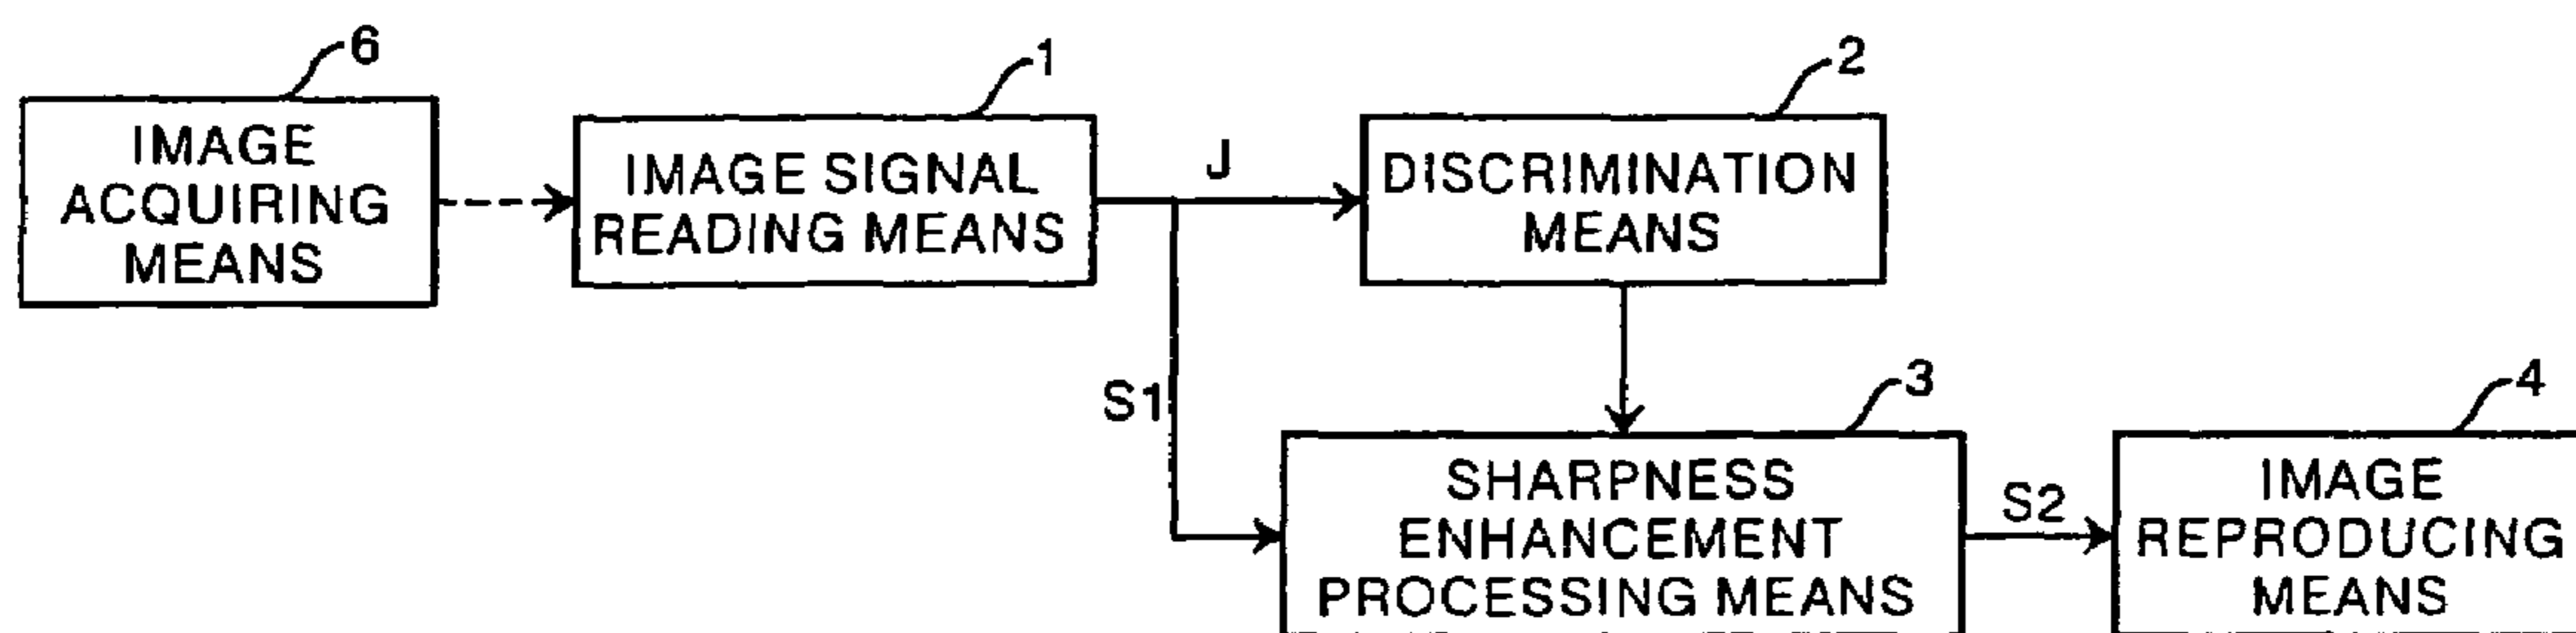 6
IMAGE
ACQUIRING
MEANS
1
IMAGE SIGNAL
READING MEANS
J
2
DISCRIMINATION
MEANS
S1
3
SHARPNESS
ENHANCEMENT
PROCESSING MEANS
S2
4
IMAGE
REPRODUCING
MEANS